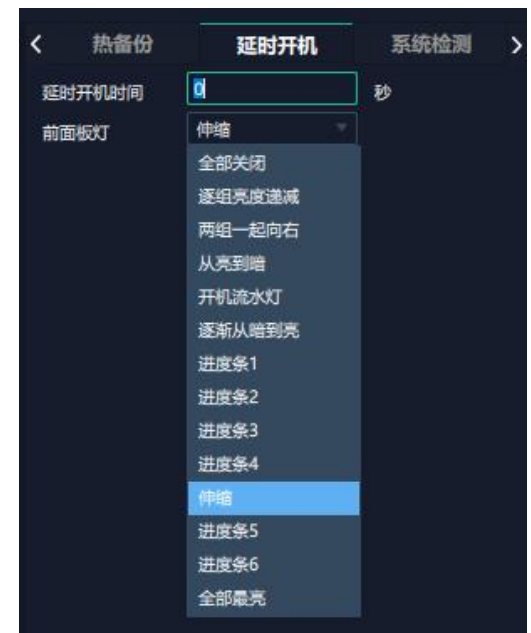 热备份 延时开机 系统检测
延时开机时间 0 秒
前面板灯 伸缩
全部关闭
逐组亮度递减
两组一起向右
从亮到暗
开机流水灯
逐渐从暗到亮
进度条1
进度条2
进度条3
进度条4
伸缩
进度条5
进度条6
全部最亮